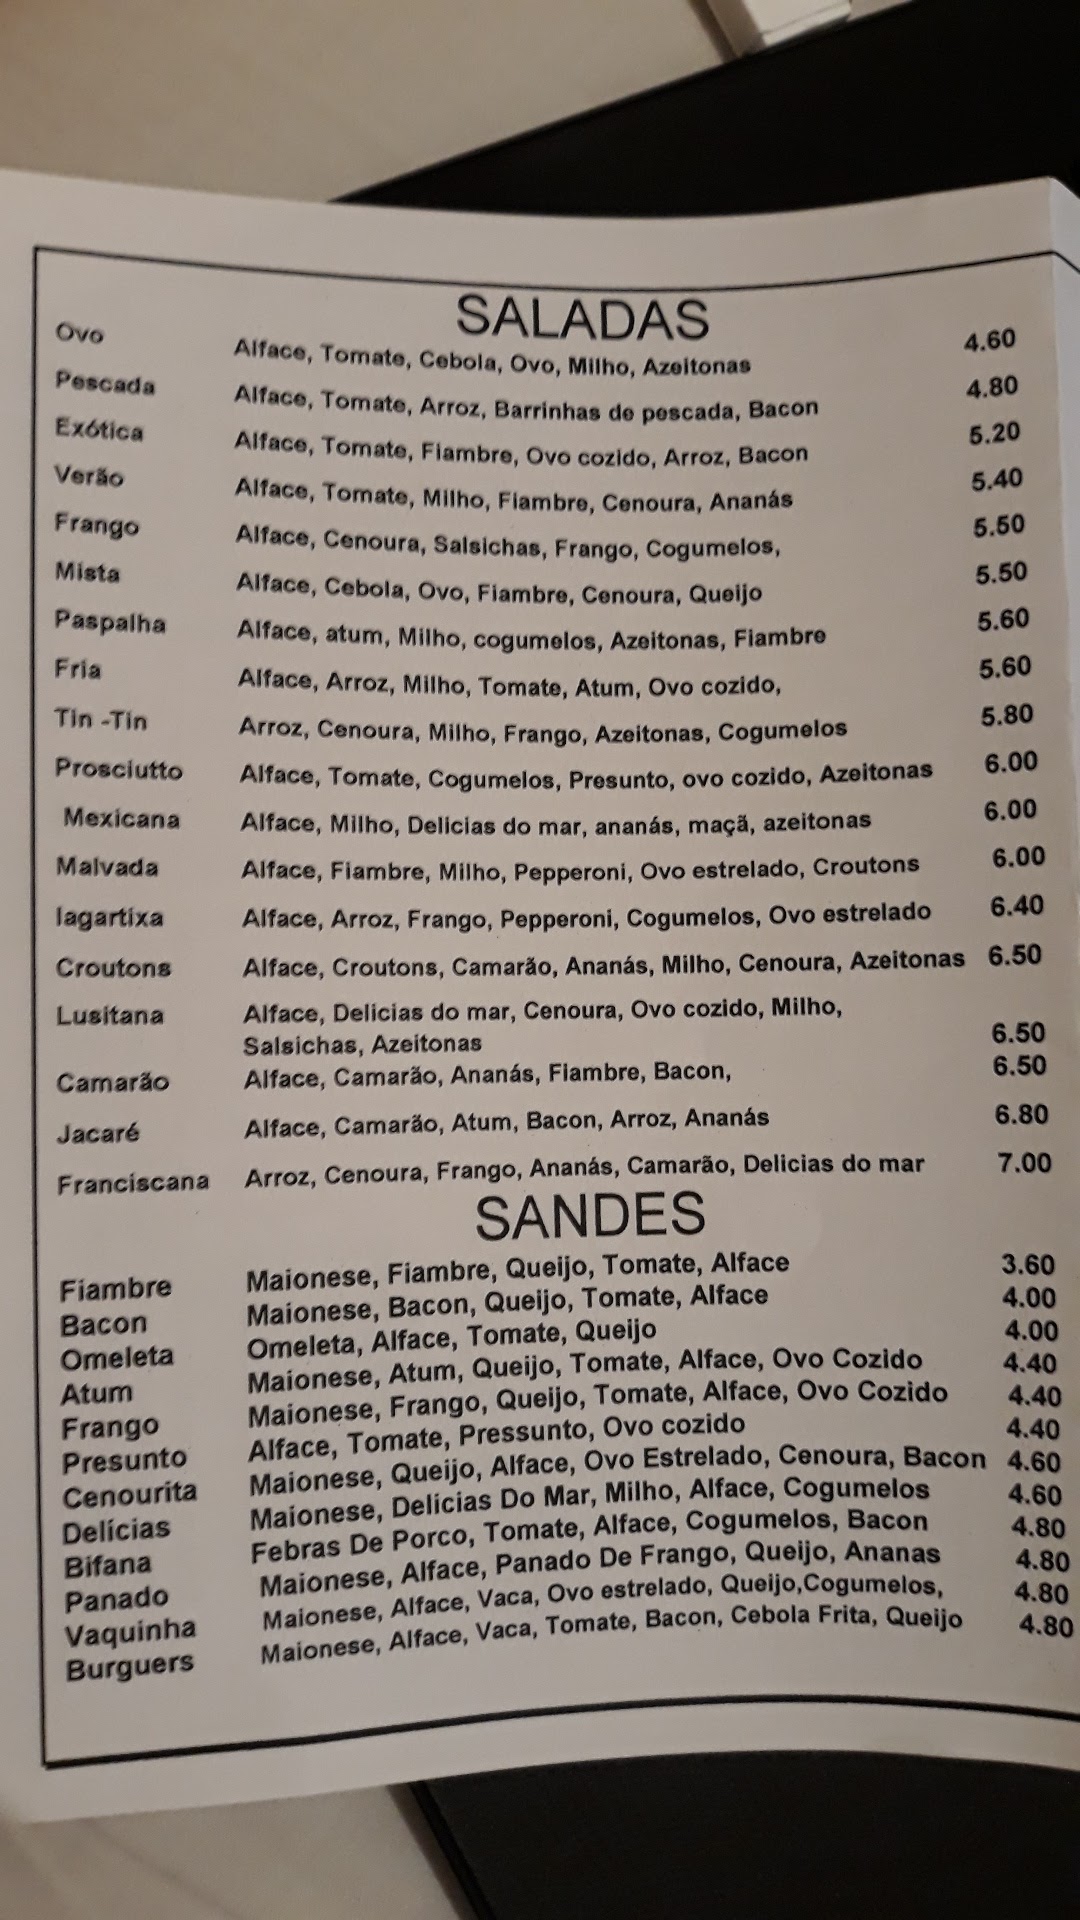 SALADAS
Ovo Alface, Tomate, Cebola, Ovo, Milho, Azeitonas 4.60
Pescada Alface, Tomate, Arroz, Barrinhas de pescada, Bacon 4.80
Exótica Alface, Tomate, Fiambre, Ovo cozido, Arroz, Bacon 5.20
Verão Alface, Tomate, Milho, Fiambre, Cenoura, Ananás 5.40
Frango Alface, Cenoura, Salsichas, Frango, Cogumelos, 5.50
Mista Alface, Cebola, Ovo, Fiambre, Cenoura, Queijo 5.50
Paspalha Alface, atum, Milho, cogumelos, Azeitonas, Fiambre 5.60
Fria Alface, Arroz, Milho, Tomate, Atum, Ovo cozido, 5.60
Tin -Tin Arroz, Cenoura, Milho, Frango, Azeitonas, Cogumelos 5.80
Prosciutto Alface, Tomate, Cogumelos, Presunto, ovo cozido, Azeitonas 6.00
Mexicana Alface, Milho, Delicias do mar, ananás, maçã, azeitonas 6.00
Malvada Alface, Fiambre, Milho, Pepperoni, Ovo estrelado, Croutons 6.00
lagartixa Alface, Arroz, Frango, Pepperoni, Cogumelos, Ovo estrelado 6.40
Croutons Alface, Croutons, Camarão, Ananás, Milho, Cenoura, Azeitonas 6.50
Lusitana Alface, Delicias do mar, Cenoura, Ovo cozido, Milho,
Salsichas, Azeitonas 6.50
Camarão Alface, Camarão, Ananás, Fiambre, Bacon, 6.50
Jacaré Alface, Camarão, Atum, Bacon, Arroz, Ananás 6.80
Franciscana Arroz, Cenoura, Frango, Ananás, Camarão, Delicias do mar 7.00
SANDES
Fiambre Maionese, Fiambre, Queijo, Tomate, Alface 3.60
Bacon Maionese, Bacon, Queijo, Tomate, Alface 4.00
Omeleta Omeleta, Alface, Tomate, Queijo 4.00
Atum Maionese, Atum, Queijo, Tomate, Alface, Ovo Cozido 4.40
Frango Maionese, Frango, Queijo, Tomate, Alface, Ovo Cozido 4.40
Presunto Alface, Tomate, Pressunto, Ovo cozido 4.40
Cenourita Maionese, Queijo, Alface, Ovo Estrelado, Cenoura, Bacon 4.60
Delícias Maionese, Delicias Do Mar, Milho, Alface, Cogumelos 4.60
Bifana Febras De Porco, Tomate, Alface, Cogumelos, Bacon 4.80
Panado Maionese, Alface, Panado De Frango, Queijo, Ananas 4.80
Vaquinha Maionese, Alface, Vaca, Ovo estrelado, Queijo,Cogumelos, 4.80
Burguers Maionese, Alface, Vaca, Tomate, Bacon, Cebola Frita, Queijo 4.80